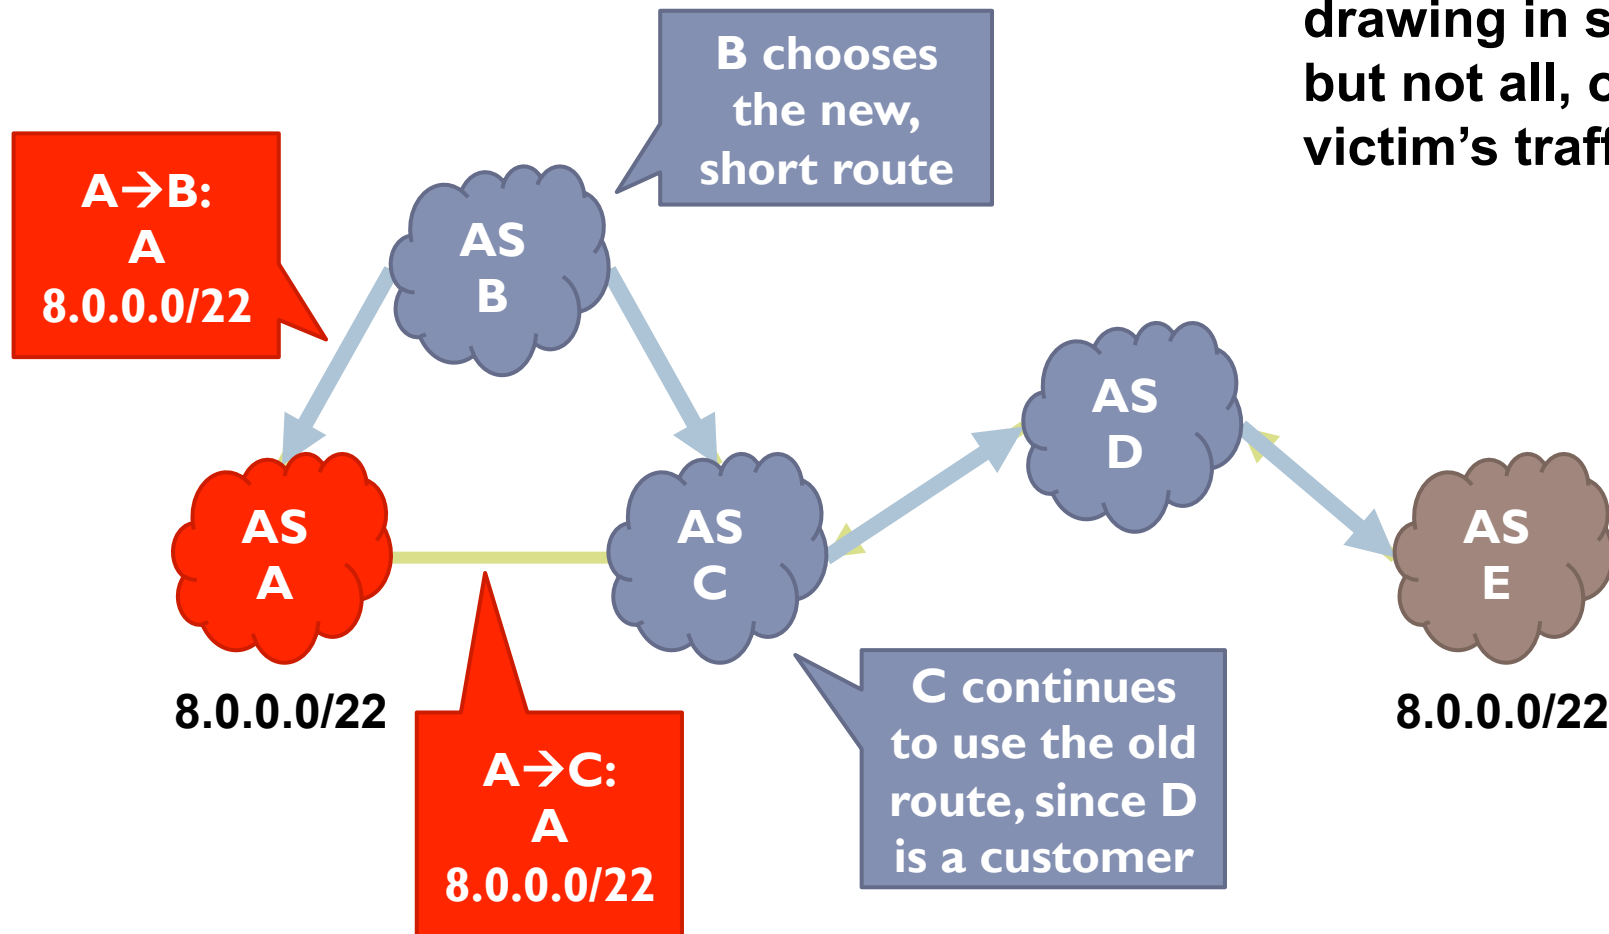 drawing in
but not all,
victim's
B chooses
the new,
short route
A→B:
A
8.0.0.0/22
AS
B
AS
D
AS
A
AS
C
AS
E
8.0.0.0/22
8.0.0.0/22
A→C:
A
8.0.0.0/22
C continues
to use the old
route, since D
is a customer